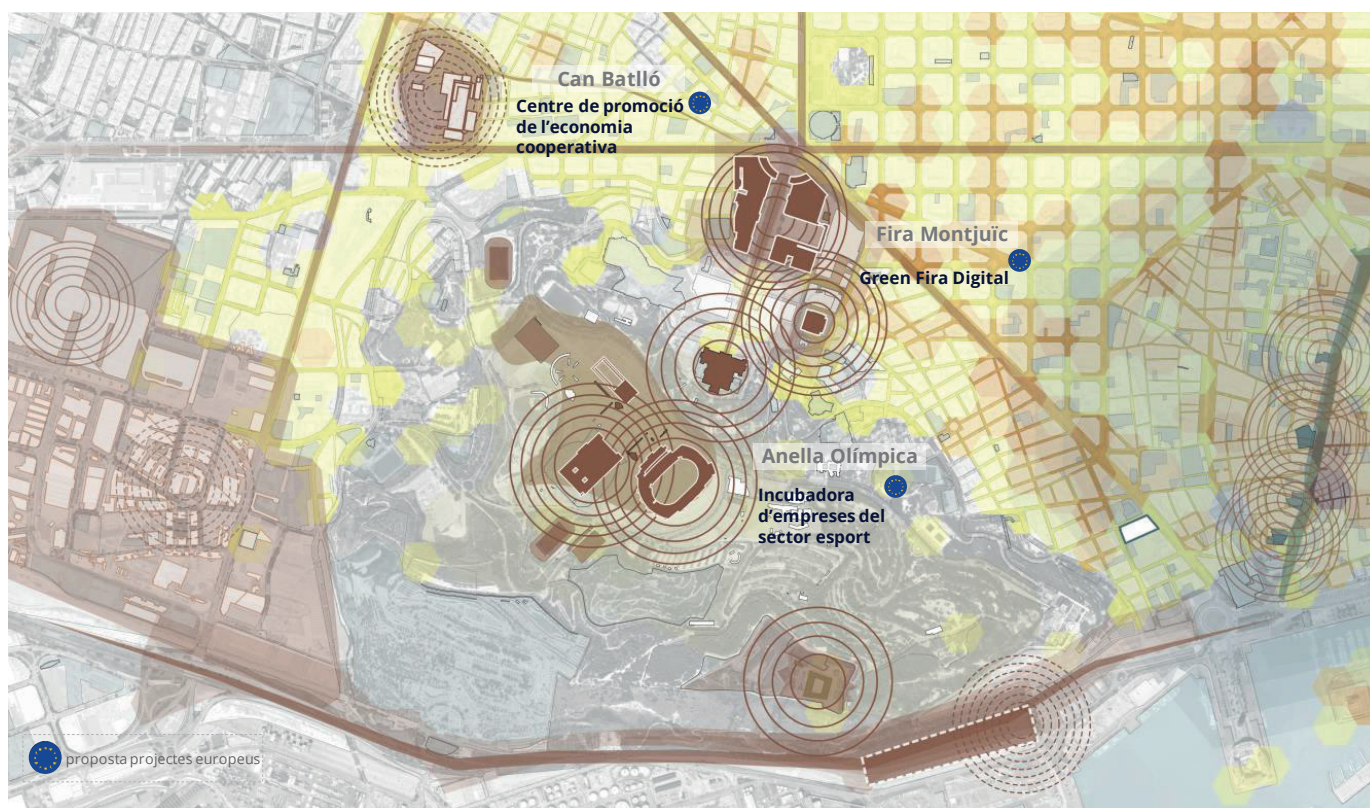 Can Batlló
Centre de promoció
de l’economia
cooperativa
Fira Montjuïc
Green Fira Digital
Anella Olímpica
Incubadora
d’empreses del
sector esport
proposta projectes europeus